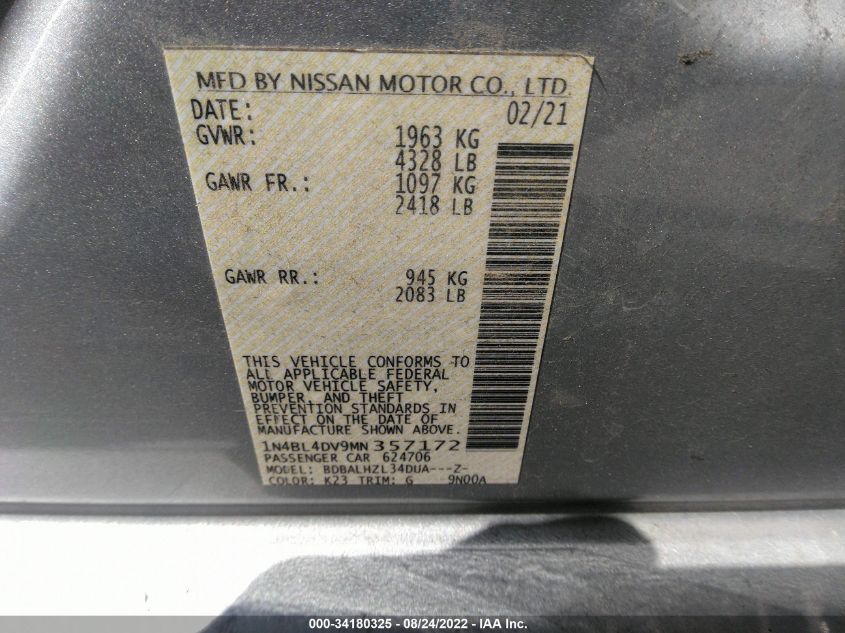 MFD BY NISSAN MOTOR CO., LTD.
DATE: 02/21
GVWR: 1963 KG
4328 LB
GAWR FR.: 1097 KG
2418 LB
GAWR RR.: 945 KG
2083 LB
THIS VEHICLE CONFORMS TO
ALL APPLICABLE FEDERAL
MOTOR VEHICLE SAFETY,
BUMPER, AND THEFT
PREVENTION STANDARDS IN
EFFECT ON THE DATE OF
MANUFACTURE SHOWN ABOVE.
1N4BL4DV9MN357172
PASSENGER CAR 624706
MODEL: BDBALHZL34DUA---Z-
COLOR: K23 TRIM: G 9N00A
000-34180325 - 08/24/2022 - IAA Inc.